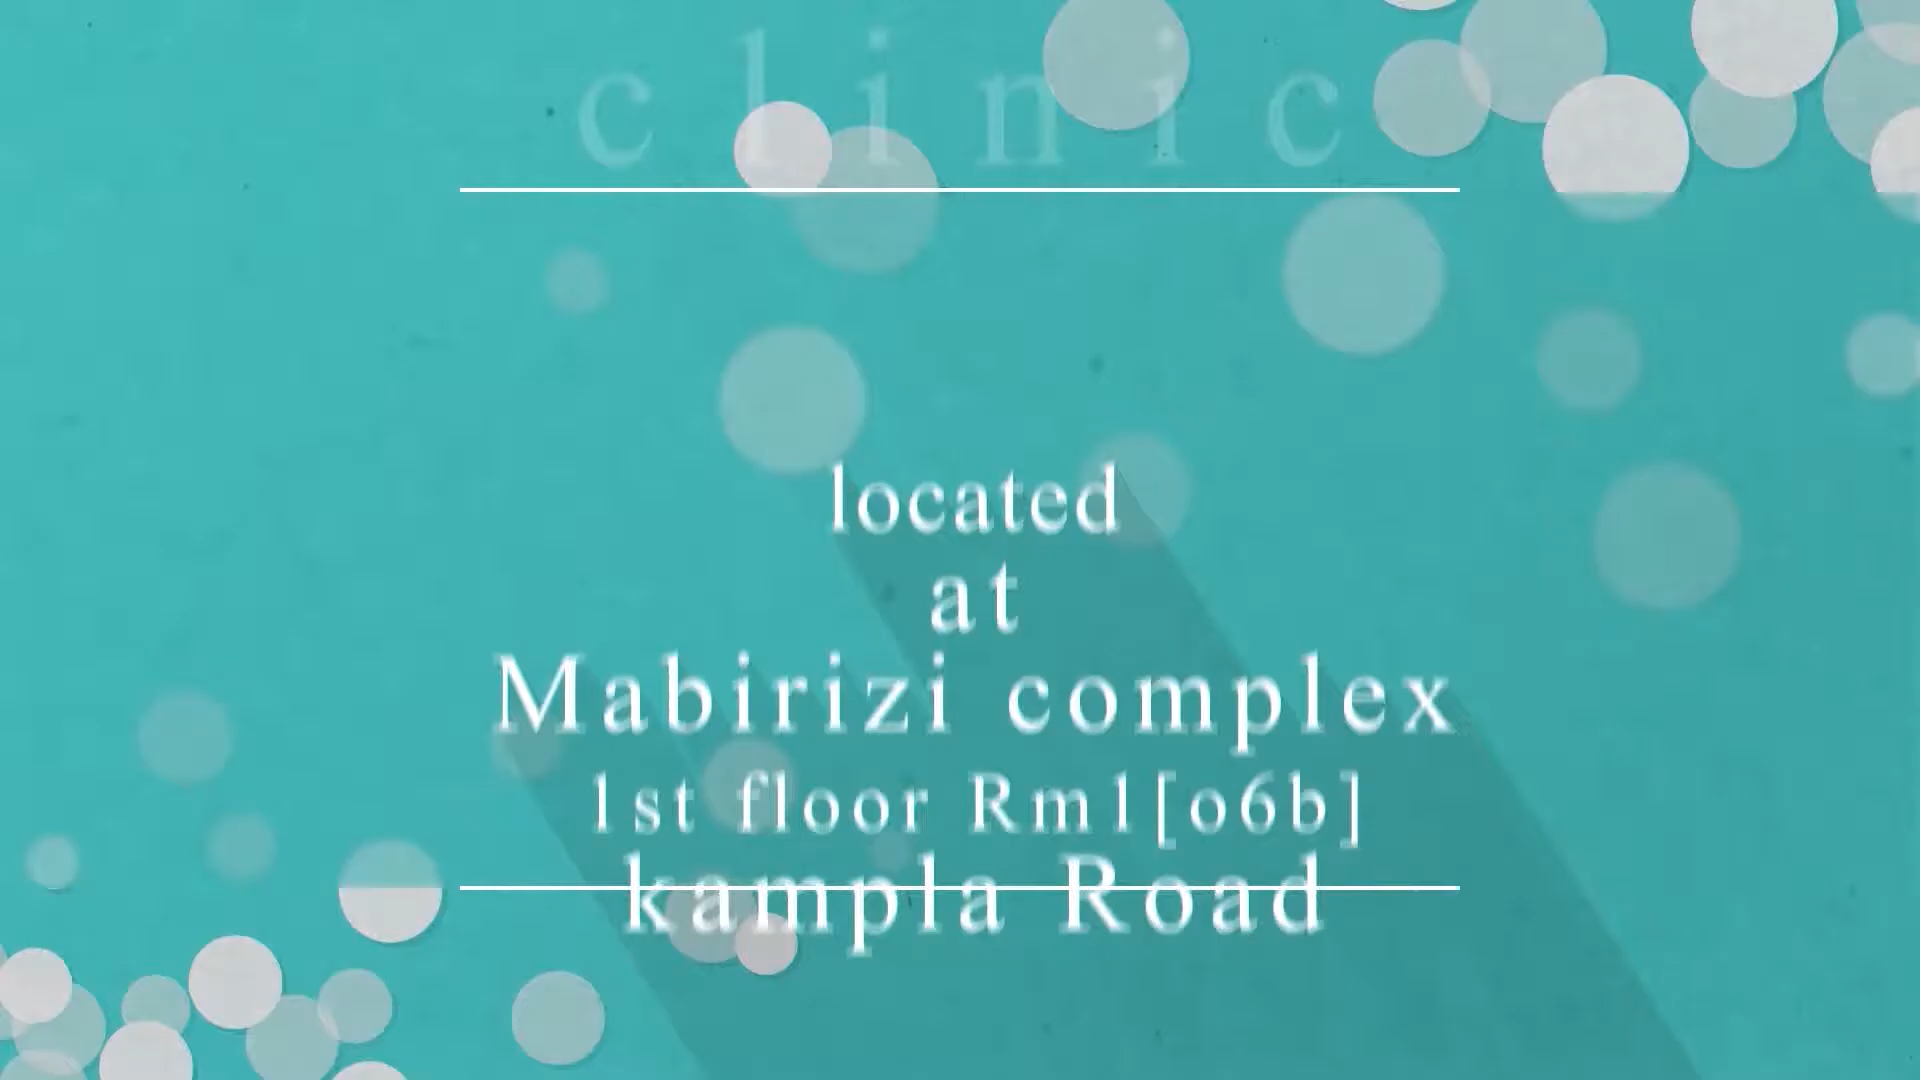 clinic
located
at
Mabirizi complex
1st floor Rm1[o6b]
kampla Road